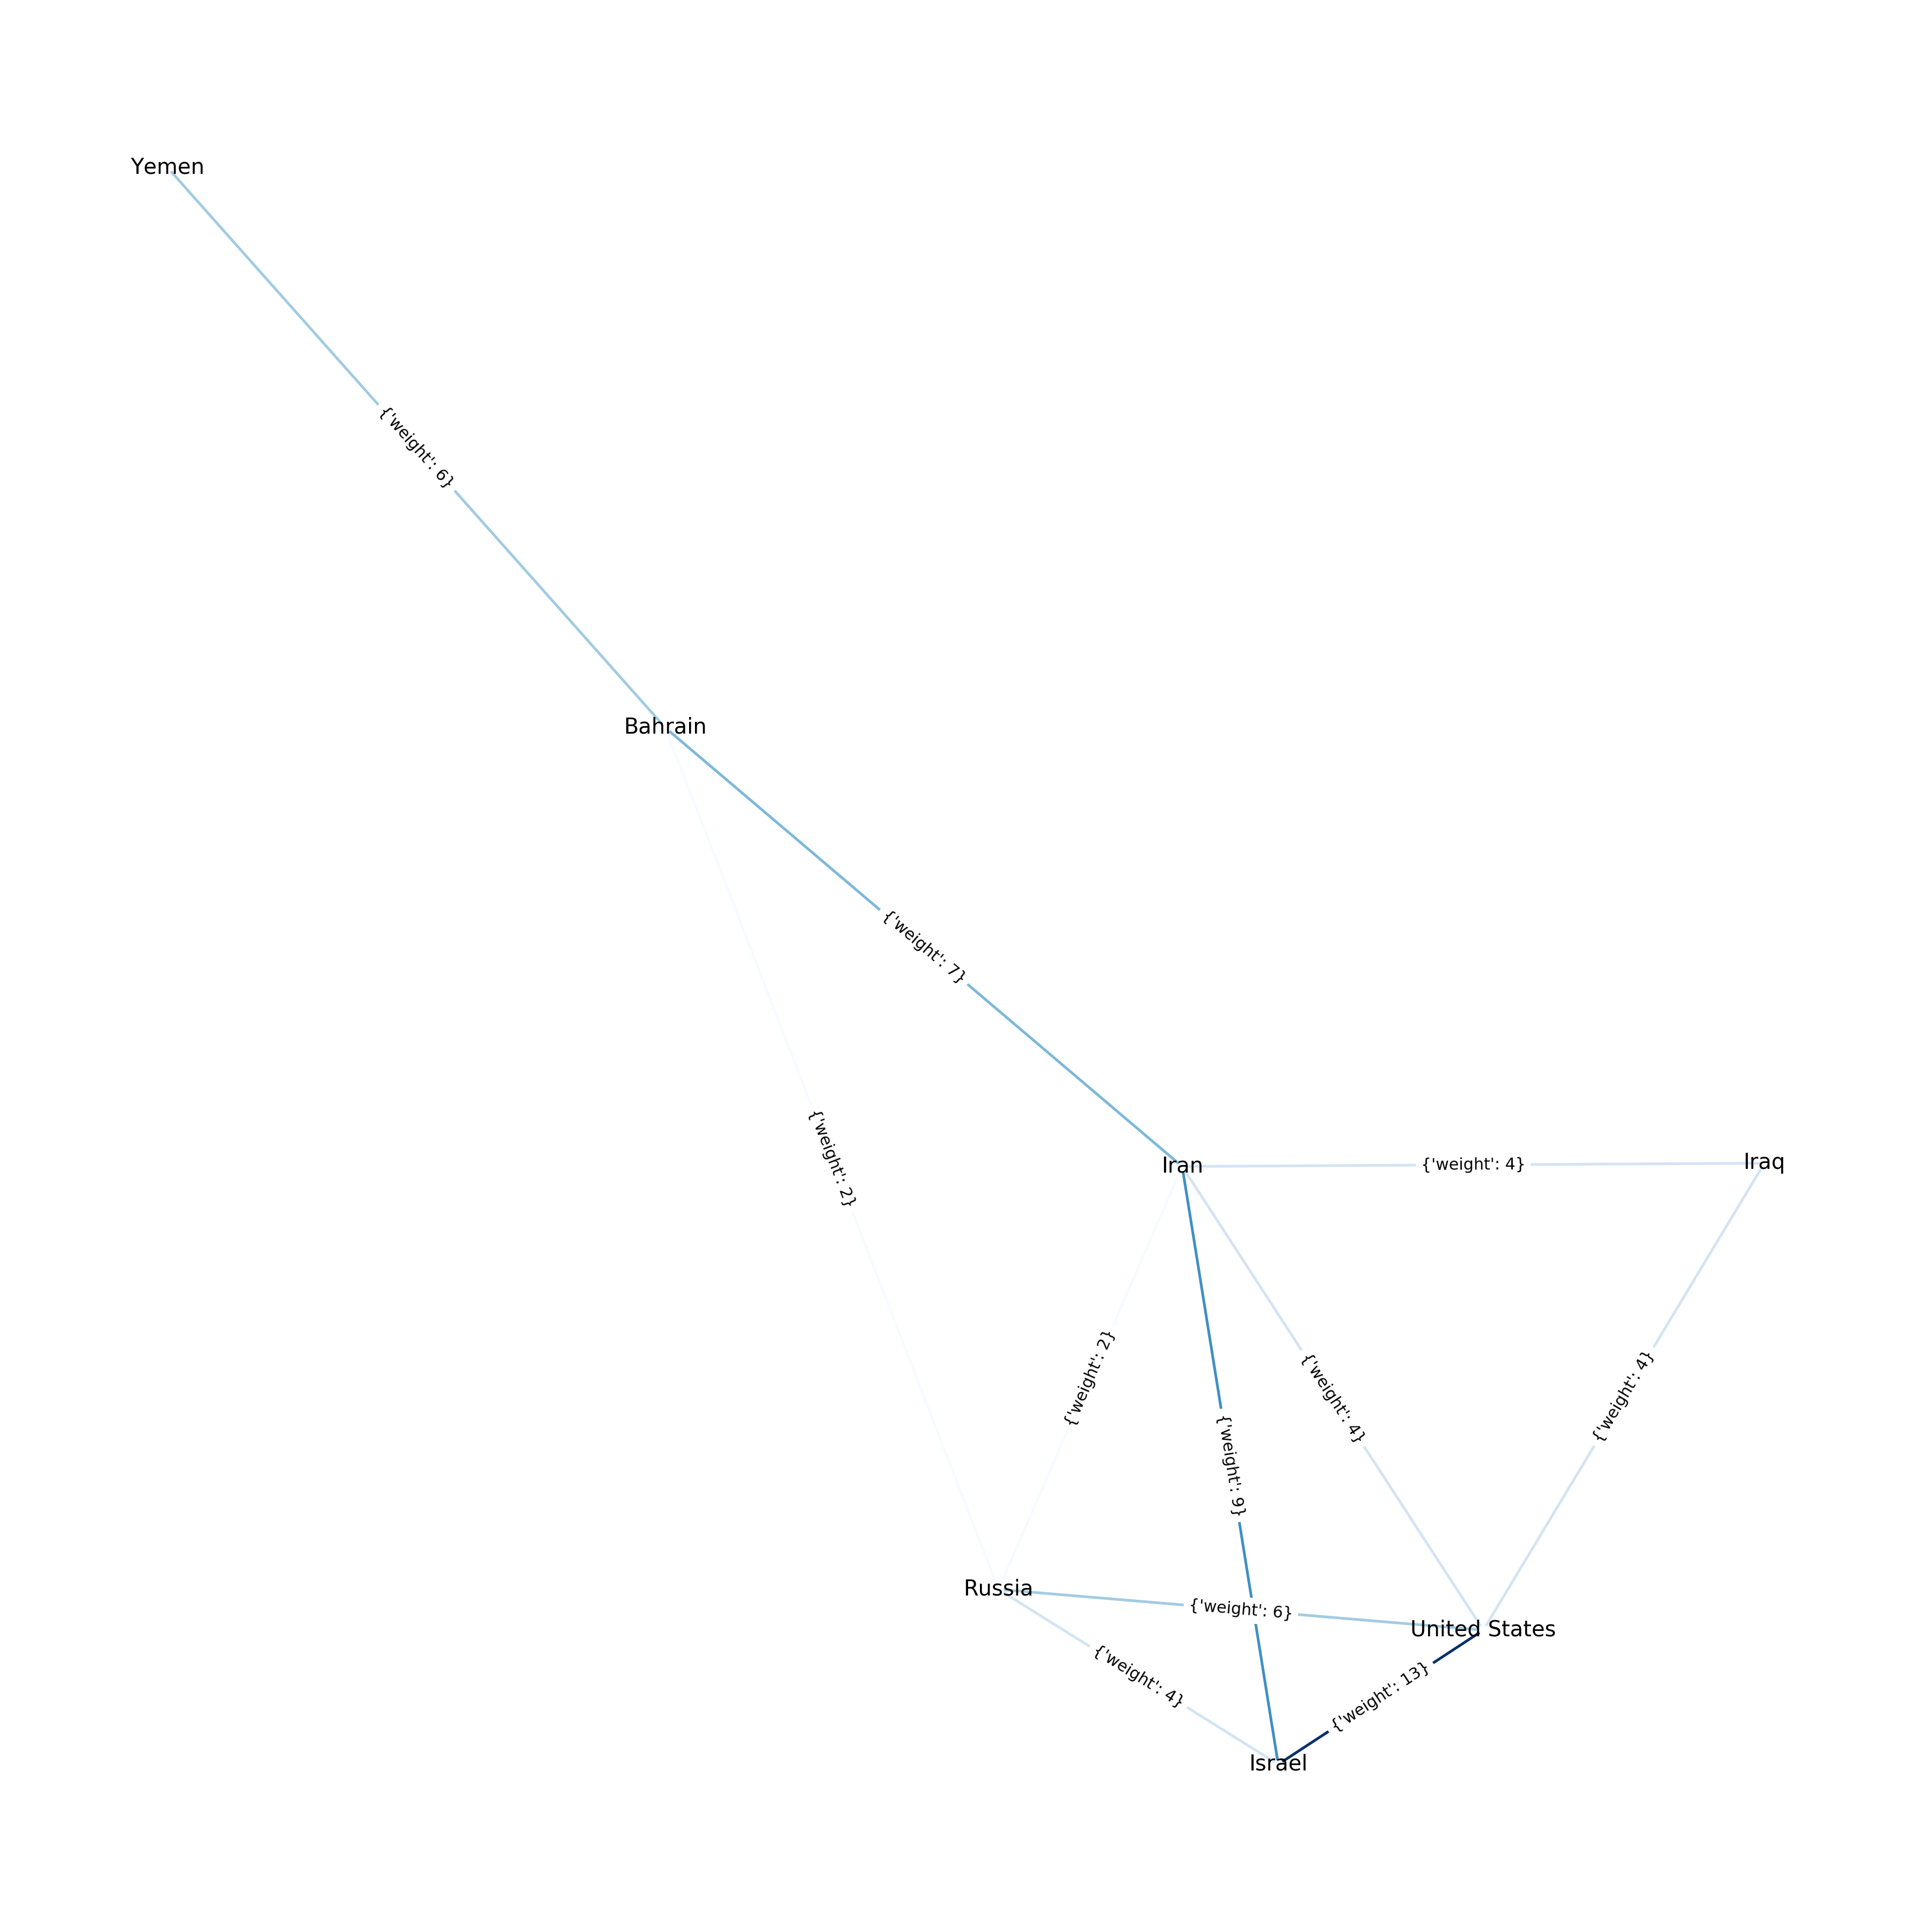 Yemen
{'weight': 6}
Bahrain
{'weight': 7}
{'weight': 2}
Iran
{'weight': 4}
Iraq
{'weight': 2}
{'weight': 4}
{'weight': 4}
{'weight': 9}
Russia
{'weight': 6}
United States
{'weight': 4}
{'weight': 13}
Israel